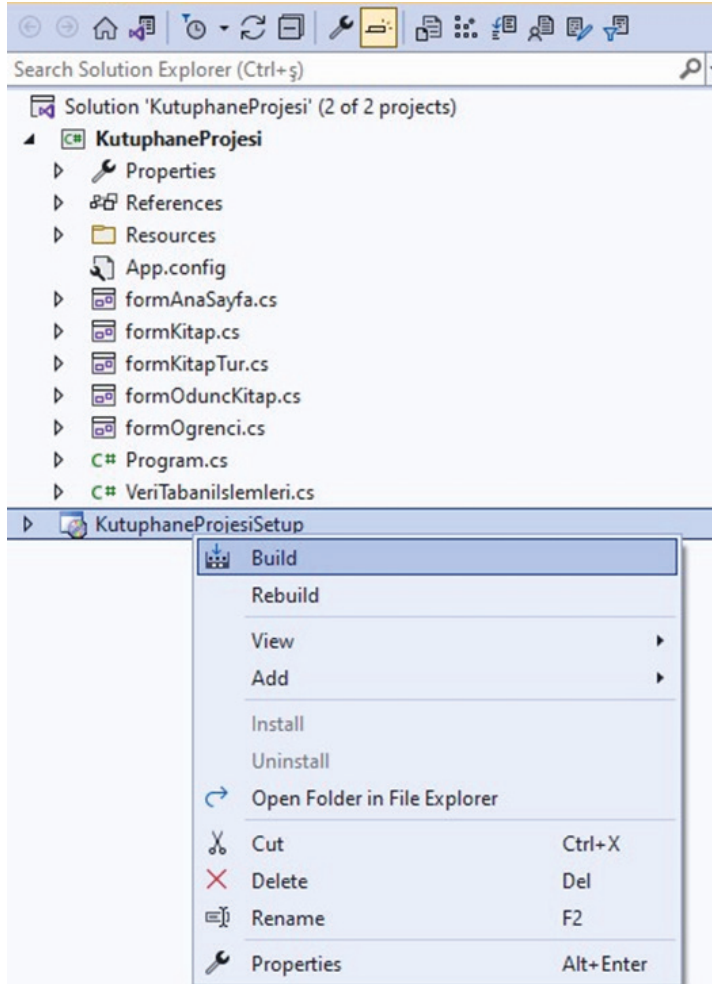 Search Solution Explorer (Ctrl+ş)
Solution 'KutuphaneProjesi' (2 of 2 projects)
C# KutuphaneProjesi
Properties
References
Resources
App.config
formAnaSayfa.cs
formKitap.cs
formKitapTur.cs
formOduncKitap.cs
formOgrenci.cs
C# Program.cs
C# VeriTabaniIslemleri.cs
KutuphaneProjesiSetup
Build
Rebuild
View
Add
Install
Uninstall
Open Folder in File Explorer
Cut Ctrl+X
Delete Del
Rename F2
Properties Alt+Enter